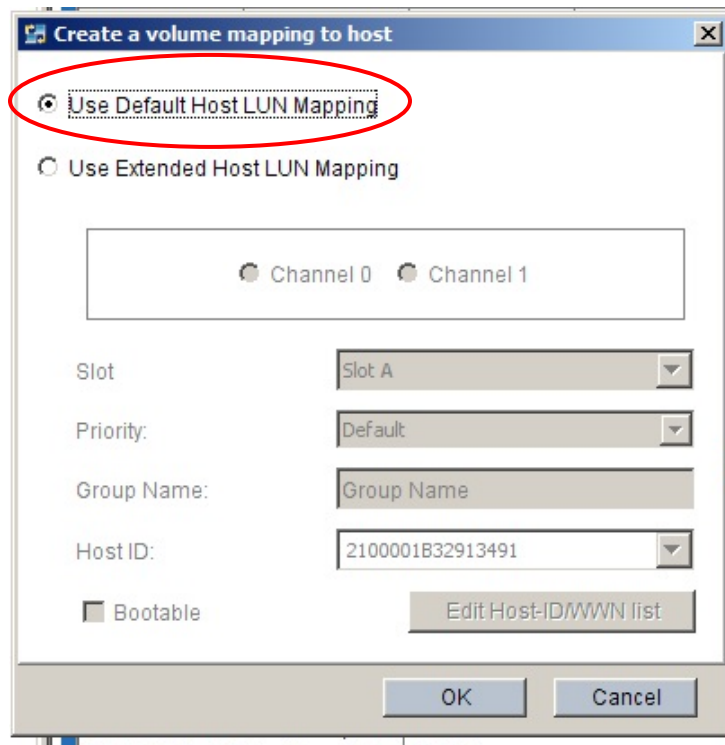 Create a volume mapping to host
Use Default Host LUN Mapping
Use Extended Host LUN Mapping
Channel 0 Channel 1
Slot Slot A
Priority: Default
Group Name: Group Name
Host ID: 2100001B32913491
Bootable Edit Host-ID/WWN list
OK Cancel